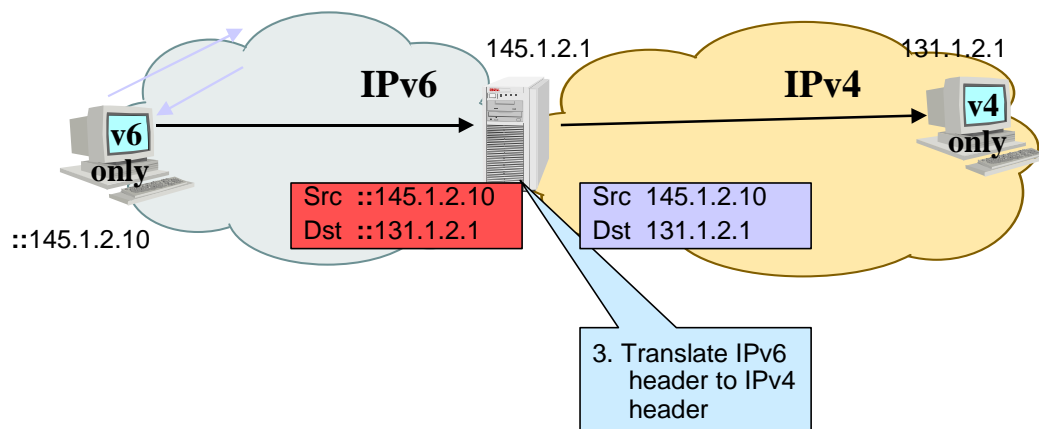 145.1.2.1
131.1.2.1
IPv6
IPv4
v6
only
v4
only
::145.1.2.10
Src ::145.1.2.10
Dst ::131.1.2.1
Src 145.1.2.10
Dst 131.1.2.1
3. Translate IPv6
header to IPv4
header